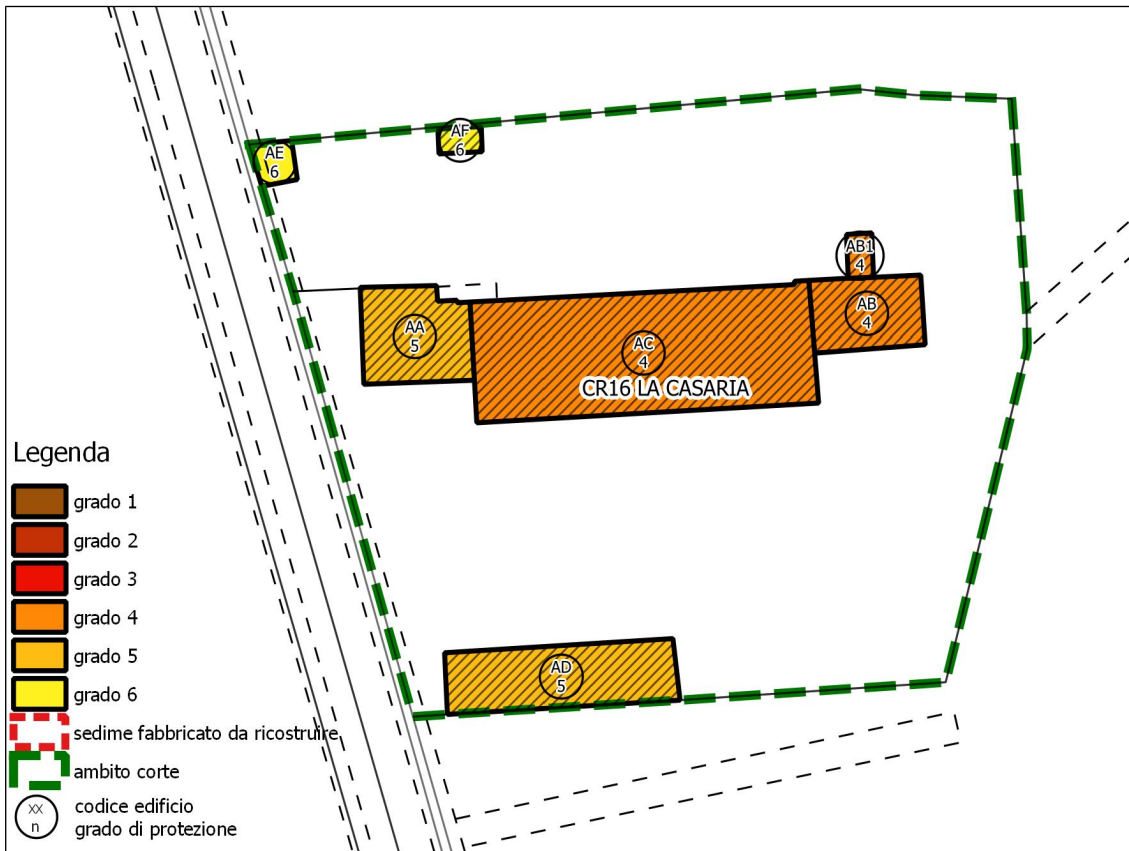 AE
6
AF
6
AB1
4
AA
5
AC
4
AB
4
CR16 LA CASARIA
AD
5
Legenda
grado 1
grado 2
grado 3
grado 4
grado 5
grado 6
sedime fabbricato da ricostruire
ambito corte
XX
n
codice edificio
grado di protezione